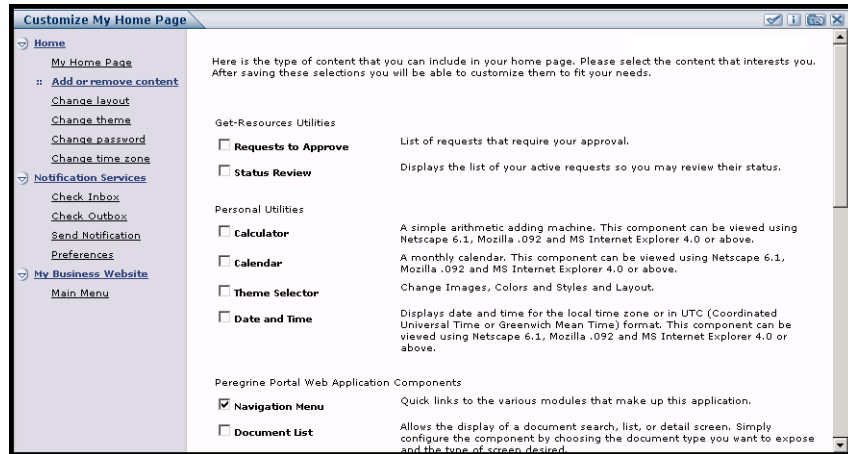 Customize My Home Page
Home
My Home Page
:: Add or remove content
Change layout
Change theme
Change password
Change time zone
Notification Services
Check Inbox
Check Outbox
Send Notification
Preferences
My Business Website
Main Menu
Here is the type of content that you can include in your home page. Please select the content that interests you.
After saving these selections you will be able to customize them to fit your needs.
Get-Resources Utilities
Requests to Approve
List of requests that require your approval.
Status Review
Displays the list of your active requests so you may review their status.
Personal Utilities
Calculator
A simple arithmetic adding machine. This component can be viewed using
Netscape 6.1, Mozilla .092 and MS Internet Explorer 4.0 or above.
Calendar
A monthly calendar. This component can be viewed using Netscape 6.1,
Mozilla .092 and MS Internet Explorer 4.0 or above.
Theme Selector
Change Images, Colors and Styles and Layout.
Date and Time
Displays date and time for the local time zone or in UTC (Coordinated
Universal Time or Greenwich Mean Time) format. This component can be
viewed using Netscape 6.1, Mozilla .092 and MS Internet Explorer 4.0 or
above.
Peregrine Portal Web Application Components
Navigation Menu
Quick links to the various modules that make up this application.
Document List
Allows the display of a document search, list, or detail screen. Simply
configure the component by choosing the document type you want to expose
and the type of screen desired.